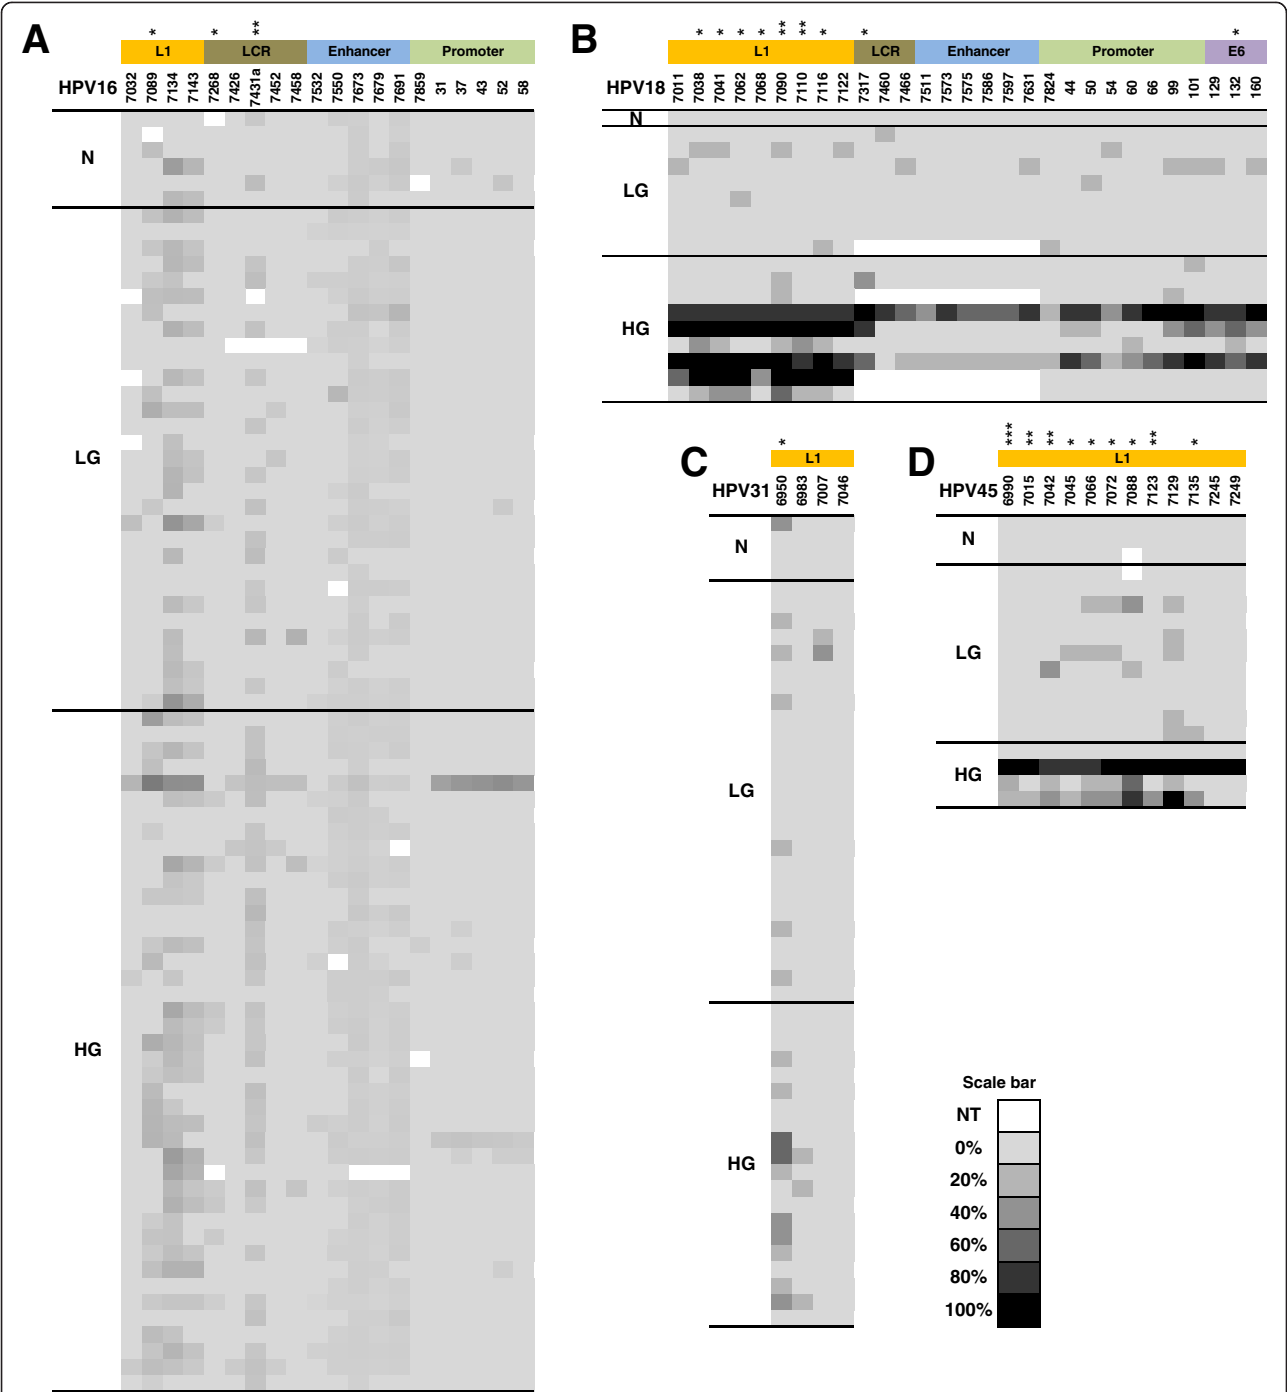 A
* * **
L1 LCR Enhancer Promoter
HPV16 7032 7089 7134 7143 7268 7426 7431a 7452 7458 7532 7550 7673 7679 7691 7859 31 37 43 52 58
N
LG
HG
B
* * * * ** ** * * *
L1 LCR Enhancer Promoter E6
HPV18 7011 7038 7041 7062 7068 7090 7110 7116 7122 7317 7460 7466 7511 7573 7575 7586 7597 7631 7824 44 50 54 60 66 99 101 129 132 160
N
LG
HG
C
*
L1
HPV31 6950 6983 7007 7046
N
LG
HG
D
*** ** ** * * * * ** *
L1
HPV45 6990 7015 7042 7045 7066 7072 7088 7123 7129 7135 7245 7249
N
LG
HG
Scale bar
NT
0%
20%
40%
60%
80%
100%